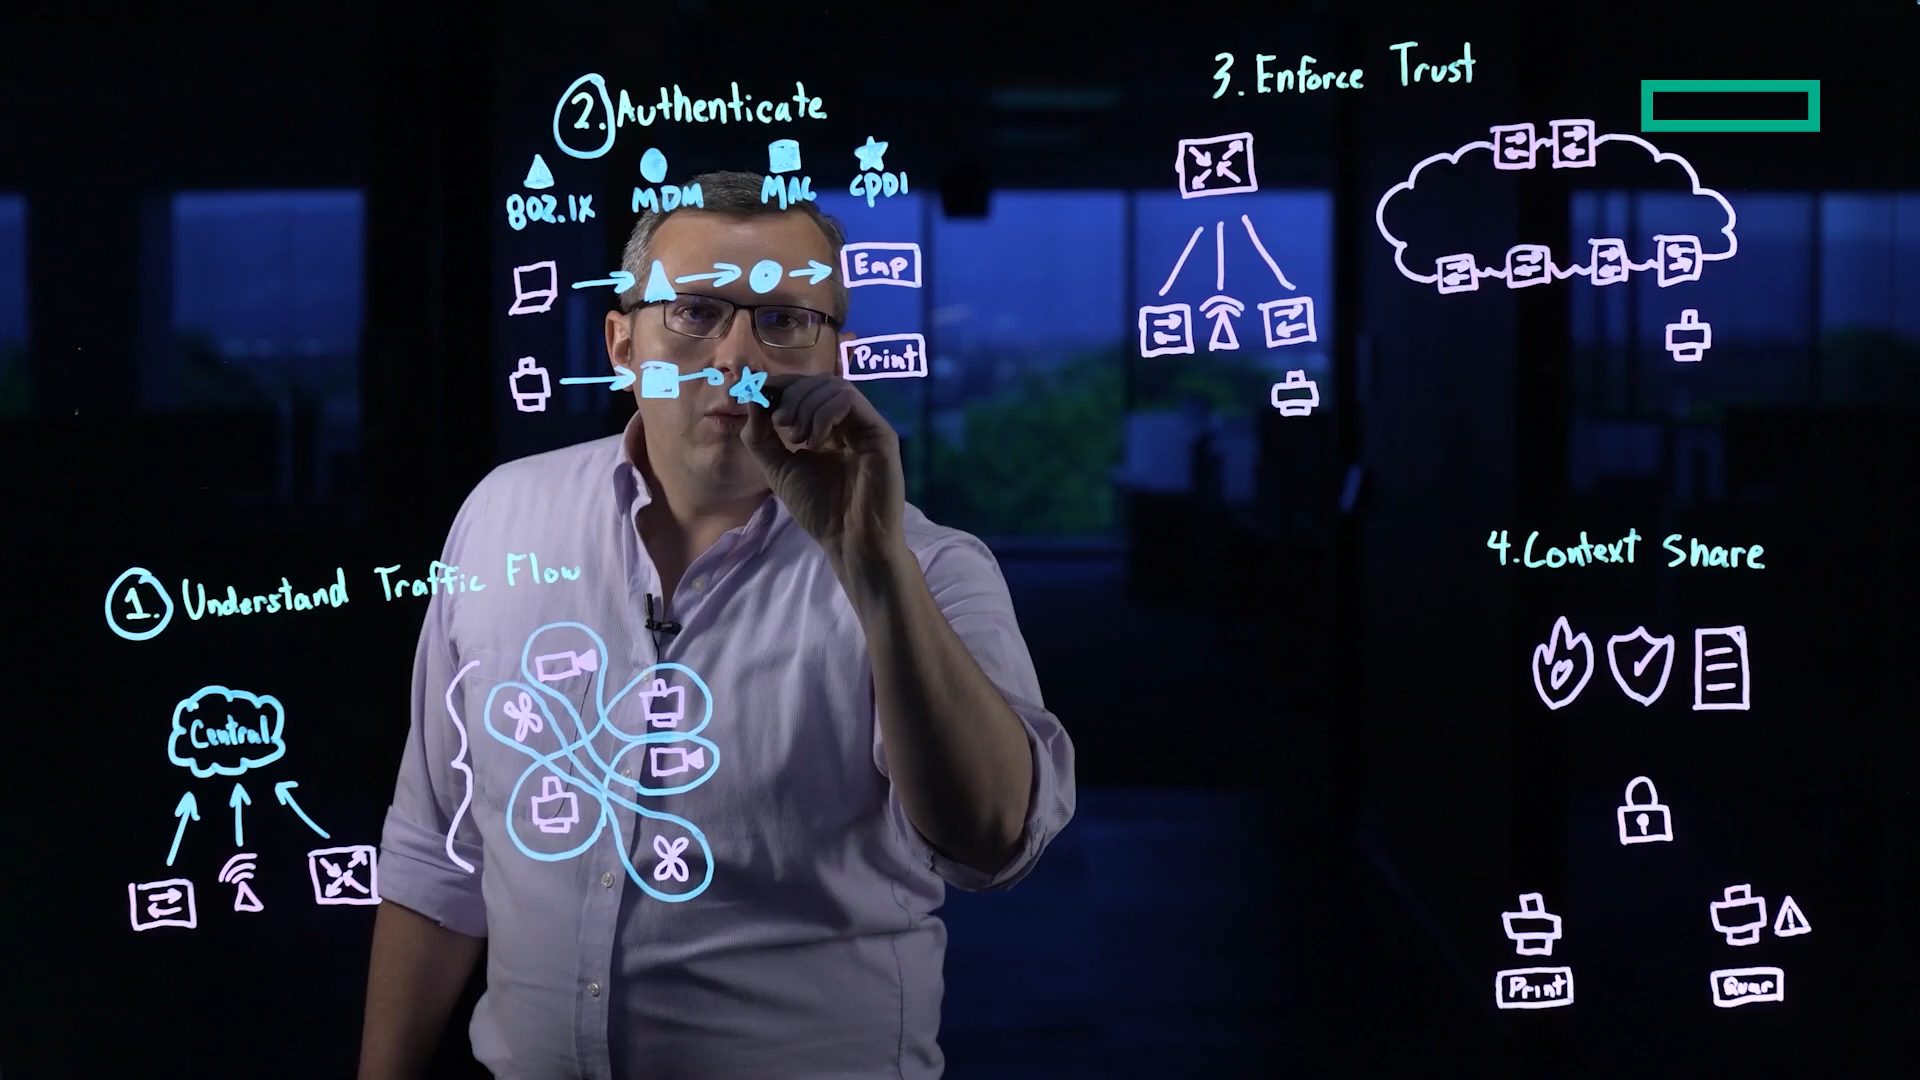 2. Authenticate
802.1X MDM MAC CPDI
Emp
Print
1. Understand Traffic Flow
Central
3. Enforce Trust
4. Context Share
Print
Quar